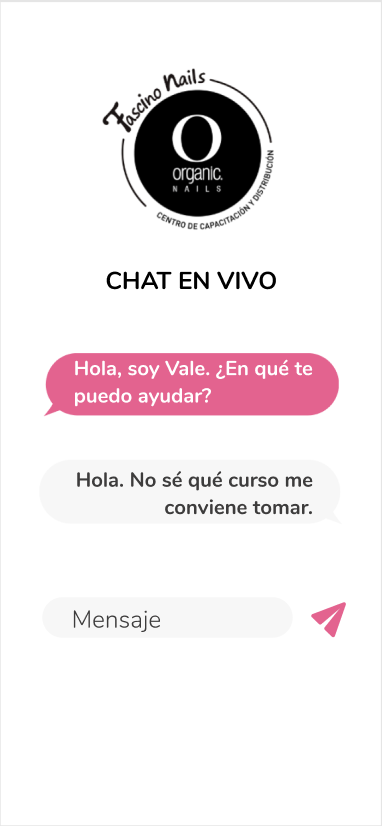 Fascino Nails
O
organic.
NAILS
CENTRO DE CAPACITACIÓN Y DISTRIBUCIÓN
CHAT EN VIVO
Hola, soy Vale. ¿En qué te
puedo ayudar?
Hola. No sé qué curso me
conviene tomar.
Mensaje